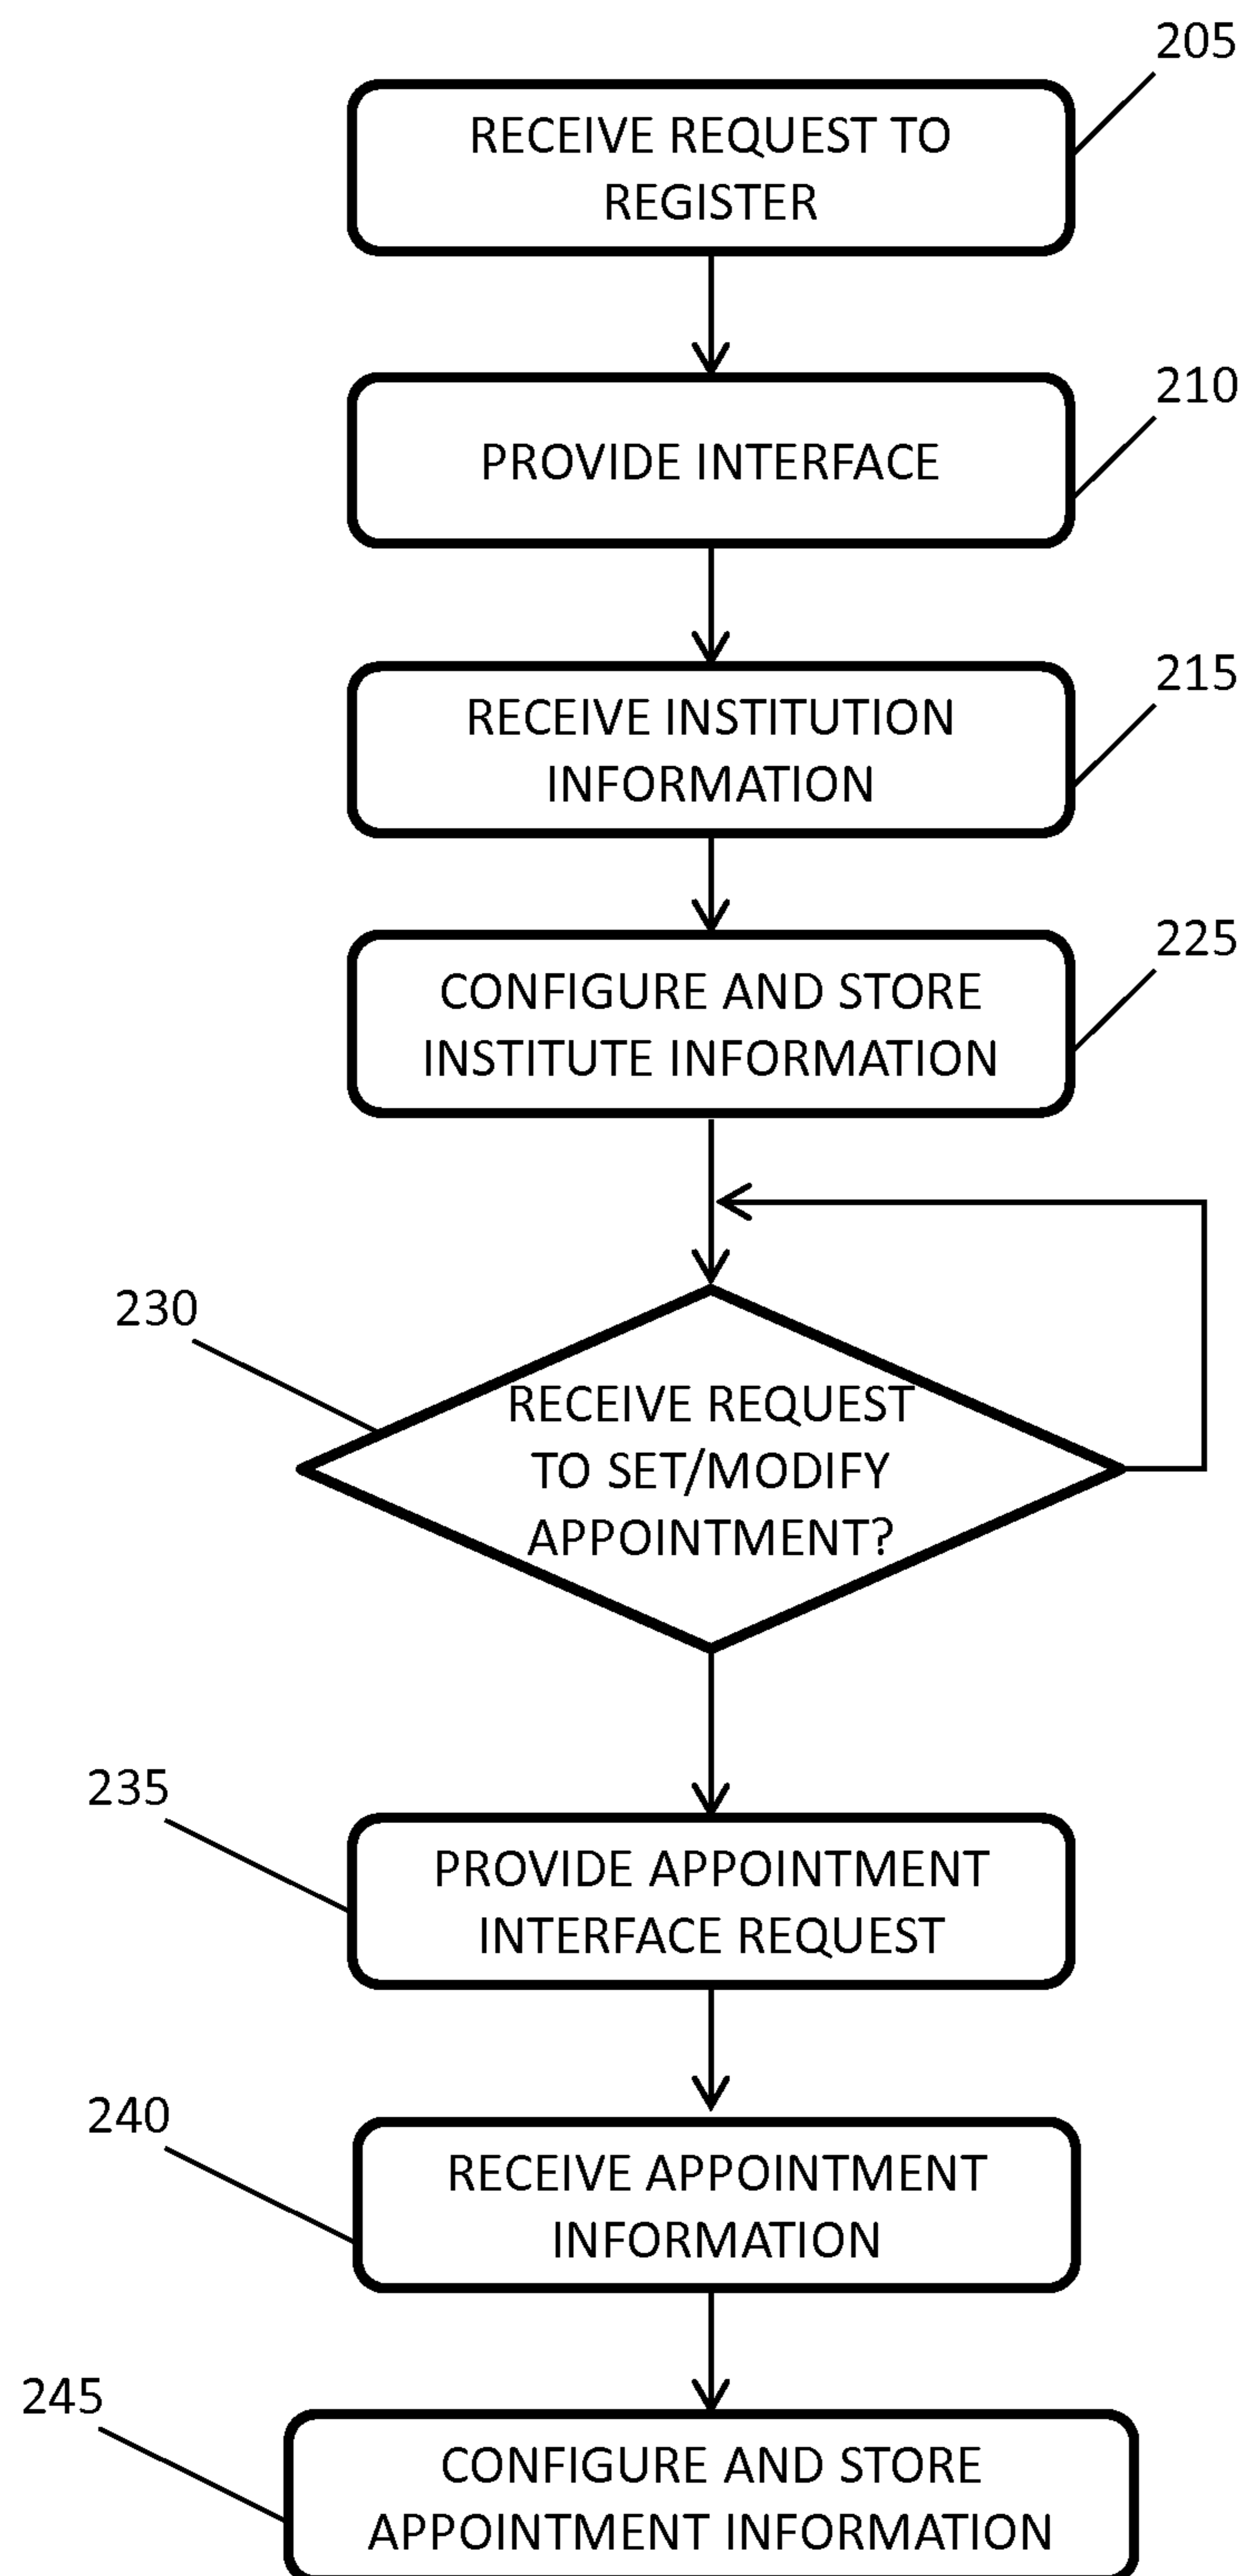 205
RECEIVE REQUEST TO
REGISTER
210
PROVIDE INTERFACE
215
RECEIVE INSTITUTION
INFORMATION
225
CONFIGURE AND STORE
INSTITUTE INFORMATION
230
RECEIVE REQUEST
TO SET/MODIFY
APPOINTMENT?
235
PROVIDE APPOINTMENT
INTERFACE REQUEST
240
RECEIVE APPOINTMENT
INFORMATION
245
CONFIGURE AND STORE
APPOINTMENT INFORMATION